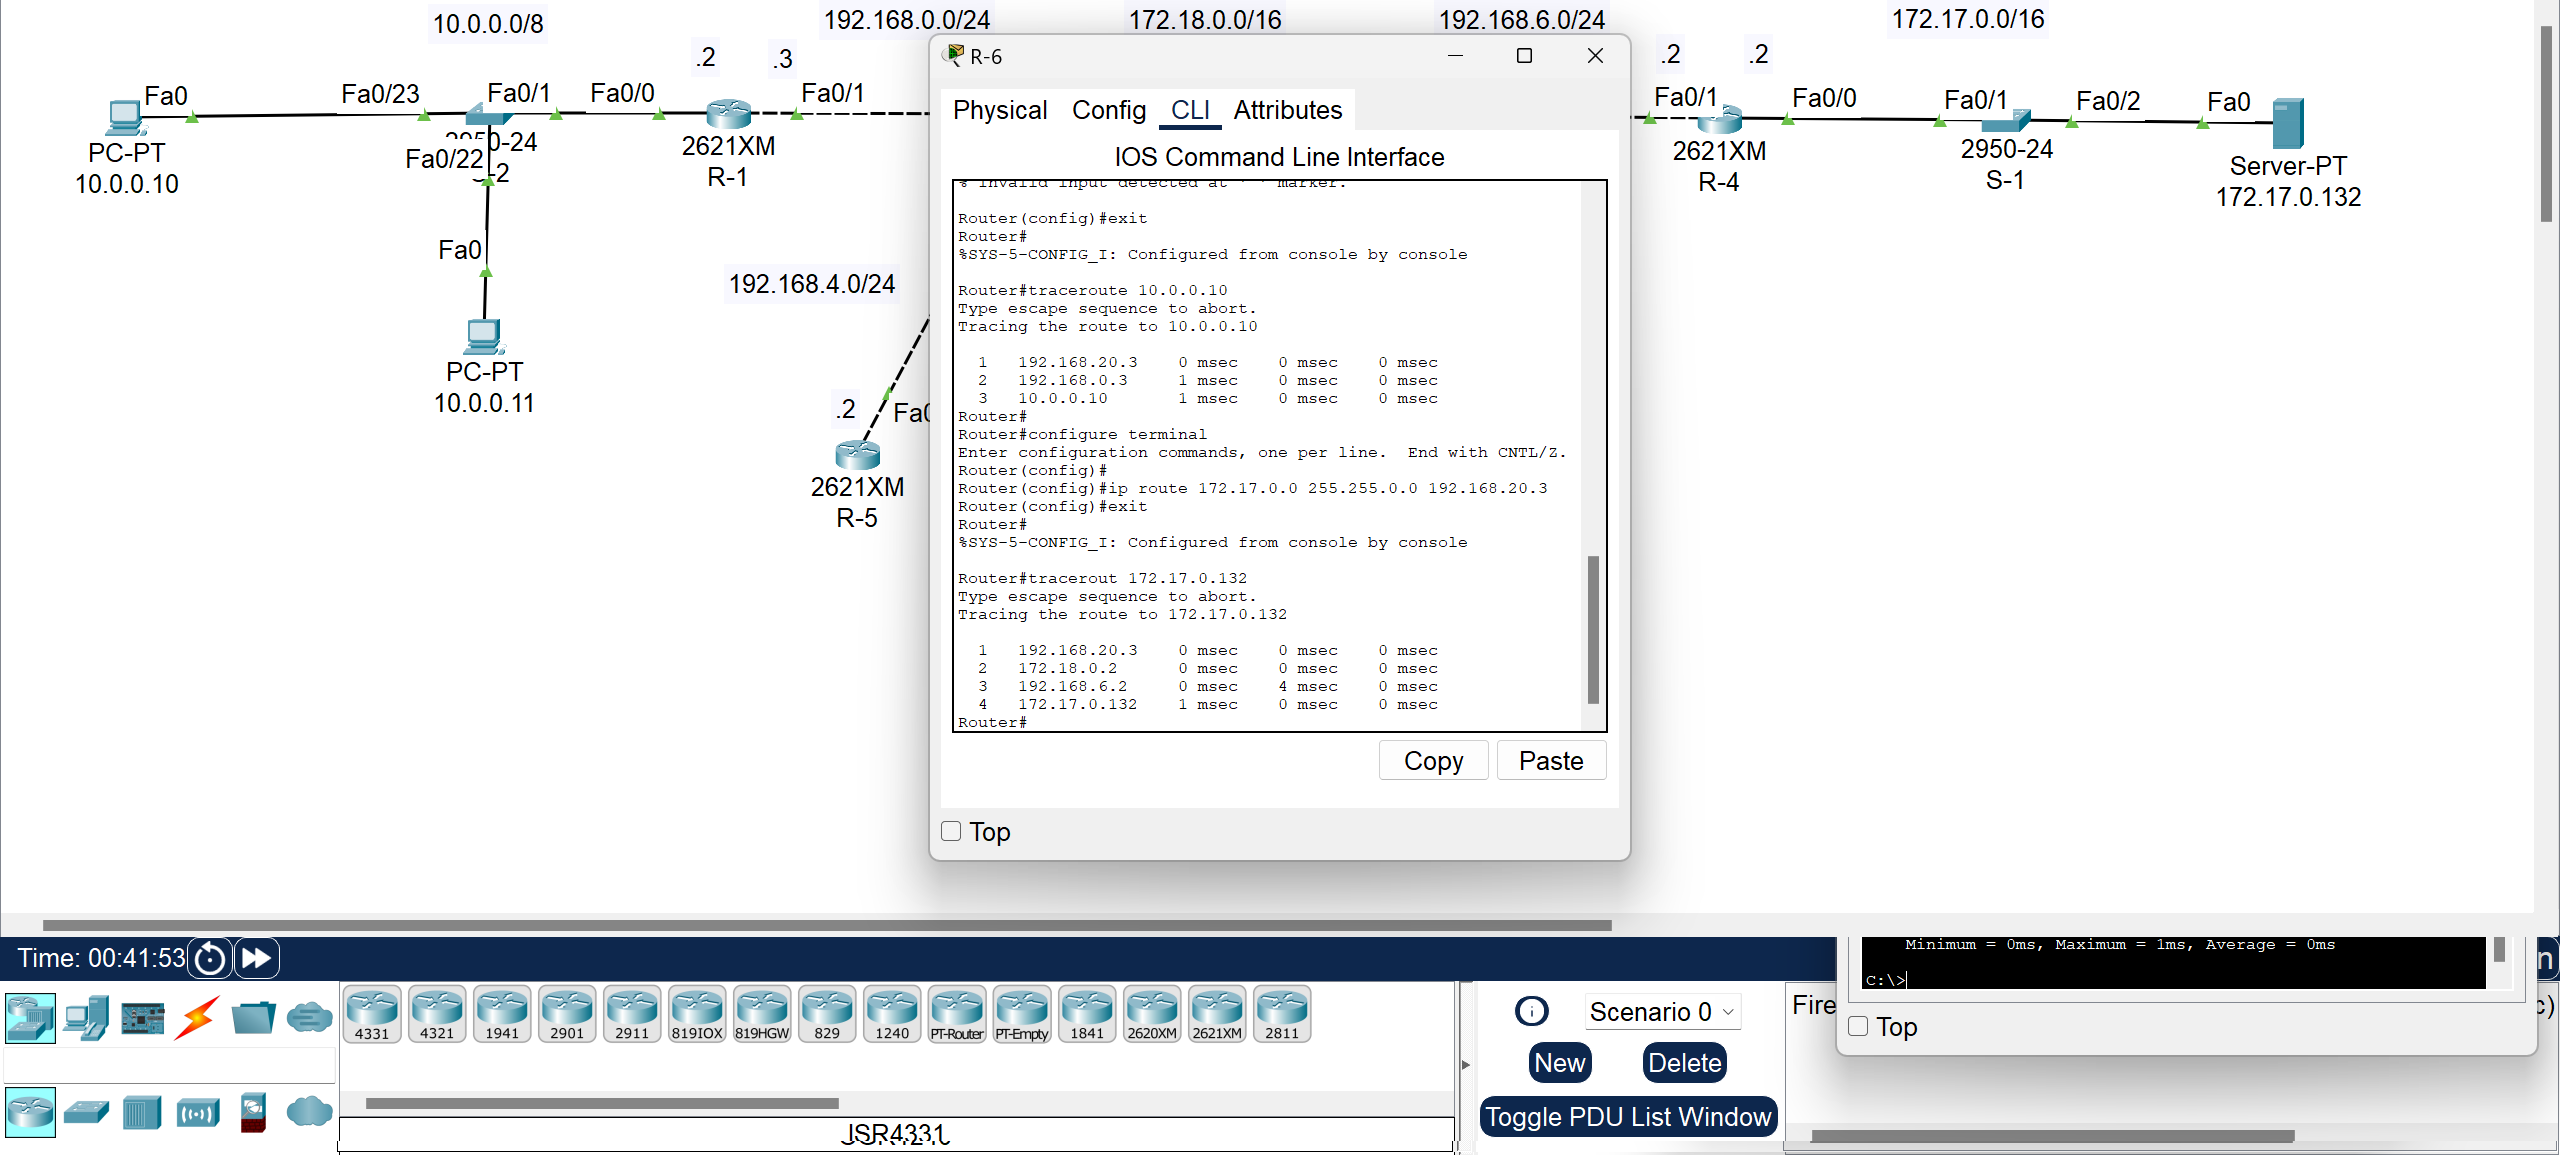 10.0.0.0/8
192.168.0.0/24
172.18.0.0/16
192.168.6.0/24
172.17.0.0/16
.2
.3
.2
.2
Fa0
Fa0/23
Fa0/1
Fa0/0
Fa0/1
Fa0/1
Fa0/0
Fa0/1
Fa0/2
Fa0
PC-PT
10.0.0.10
Fa0/22
2621XM
R-1
2621XM
R-4
2950-24
S-1
Server-PT
172.17.0.132
Fa0
PC-PT
10.0.0.11
192.168.4.0/24
.2
2621XM
R-5
R-6
Physical Config CLI Attributes
IOS Command Line Interface
% Invalid input detected at '^' marker.
Router(config)#exit
Router#
%SYS-5-CONFIG_I: Configured from console by console
Router#traceroute 10.0.0.10
Type escape sequence to abort.
Tracing the route to 10.0.0.10
1 192.168.20.3 0 msec 0 msec 0 msec
2 192.168.0.3 1 msec 0 msec 0 msec
3 10.0.0.10 1 msec 0 msec 0 msec
Router#
Router#configure terminal
Enter configuration commands, one per line. End with CNTL/Z.
Router(config)#
Router(config)#ip route 172.17.0.0 255.255.0.0 192.168.20.3
Router(config)#exit
Router#
%SYS-5-CONFIG_I: Configured from console by console
Router#tracerout 172.17.0.132
Type escape sequence to abort.
Tracing the route to 172.17.0.132
1 192.168.20.3 0 msec 0 msec 0 msec
2 172.18.0.2 0 msec 0 msec 0 msec
3 192.168.6.2 0 msec 4 msec 0 msec
4 172.17.0.132 1 msec 0 msec 0 msec
Router#
Copy Paste
Top
Time: 00:41:53
Minimum = 0ms, Maximum = 1ms, Average = 0ms
C:\>
Top
4331 4321 1941 2901 2911 819IOX 819HGW 829 1240 PT-Router PT-Empty 1841 2620XM 2621XM 2811
Scenario 0
New Delete
Toggle PDU List Window
Fire